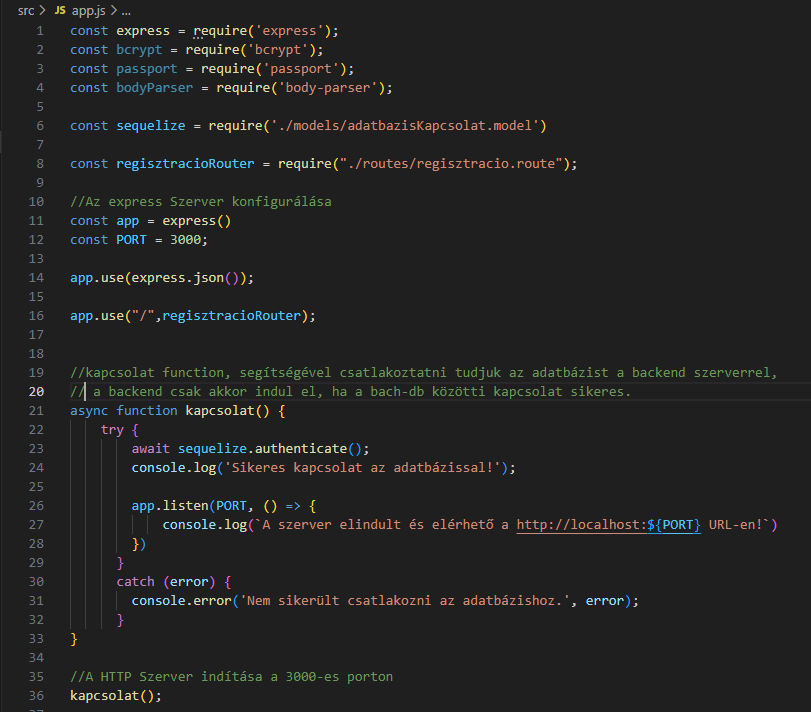 src > JS app.js > ...
1 const express = require('express');
2 const bcrypt = require('bcrypt');
3 const passport = require('passport');
4 const bodyParser = require('body-parser');
5
6 const sequelize = require('./models/adatbazisKapcsolat.model')
7
8 const regisztracioRouter = require("./routes/regisztracio.route");
9
10 //Az express Szerver konfigurálása
11 const app = express()
12 const PORT = 3000;
13
14 app.use(express.json());
15
16 app.use("/",regisztracioRouter);
17
18
19 //kapcsolat function, segítségével csatlakoztatni tudjuk az adatbázist a backend szerverrel,
20 // a backend csak akkor indul el, ha a bach-db közötti kapcsolat sikeres.
21 async function kapcsolat() {
22     try {
23         await sequelize.authenticate();
24         console.log('Sikeres kapcsolat az adatbázissal!');
25
26         app.listen(PORT, () => {
27             console.log(`A szerver elindult és elérhető a http://localhost:${PORT} URL-en!`)
28         })
29       }
30       catch (error) {
31         console.error('Nem sikerült csatlakozni az adatbázishoz.', error);
32       }
33 }
34
35 //A HTTP Szerver indítása a 3000-es porton
36 kapcsolat();